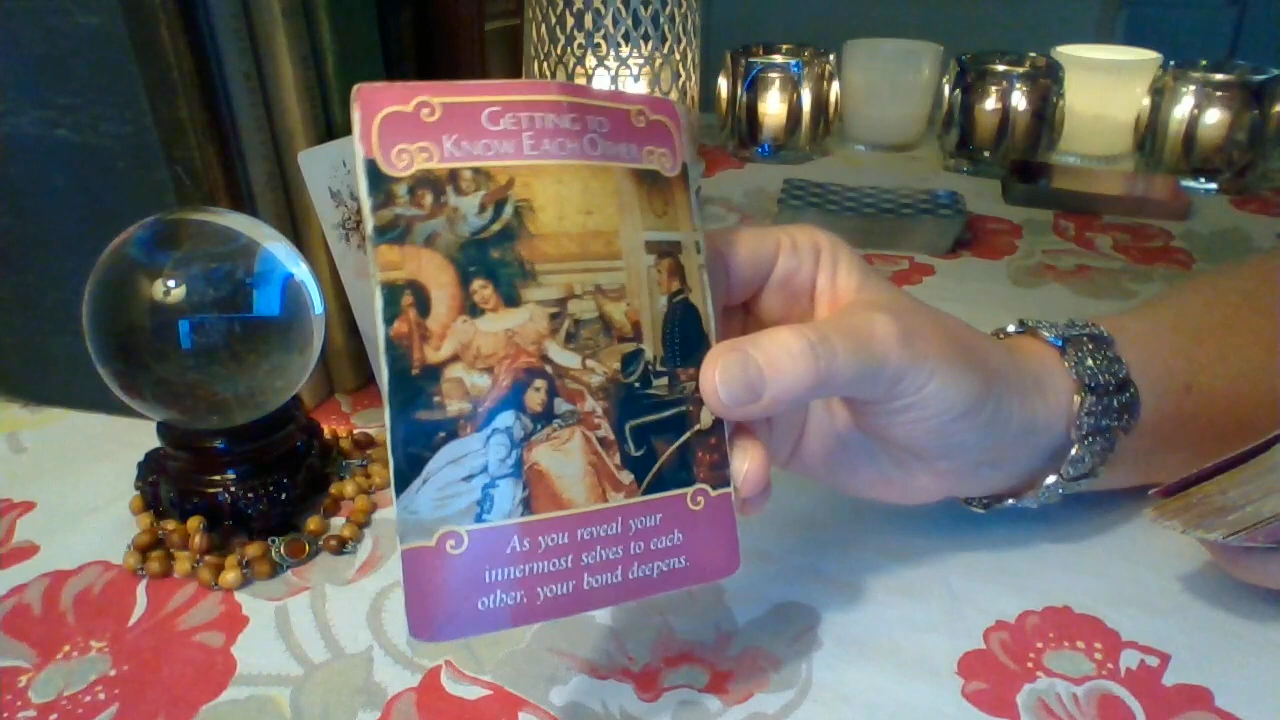 GETTING TO
KNOW EACH OTHER
As you reveal your
innermost selves to each
other, your bond deepens.